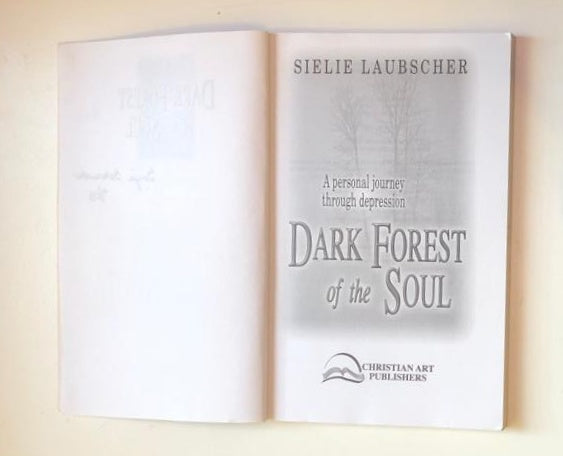 SIELIE LAUBSCHER
A personal journey
through depression
DARK FOREST
of the SOUL
CHRISTIAN ART
PUBLISHERS